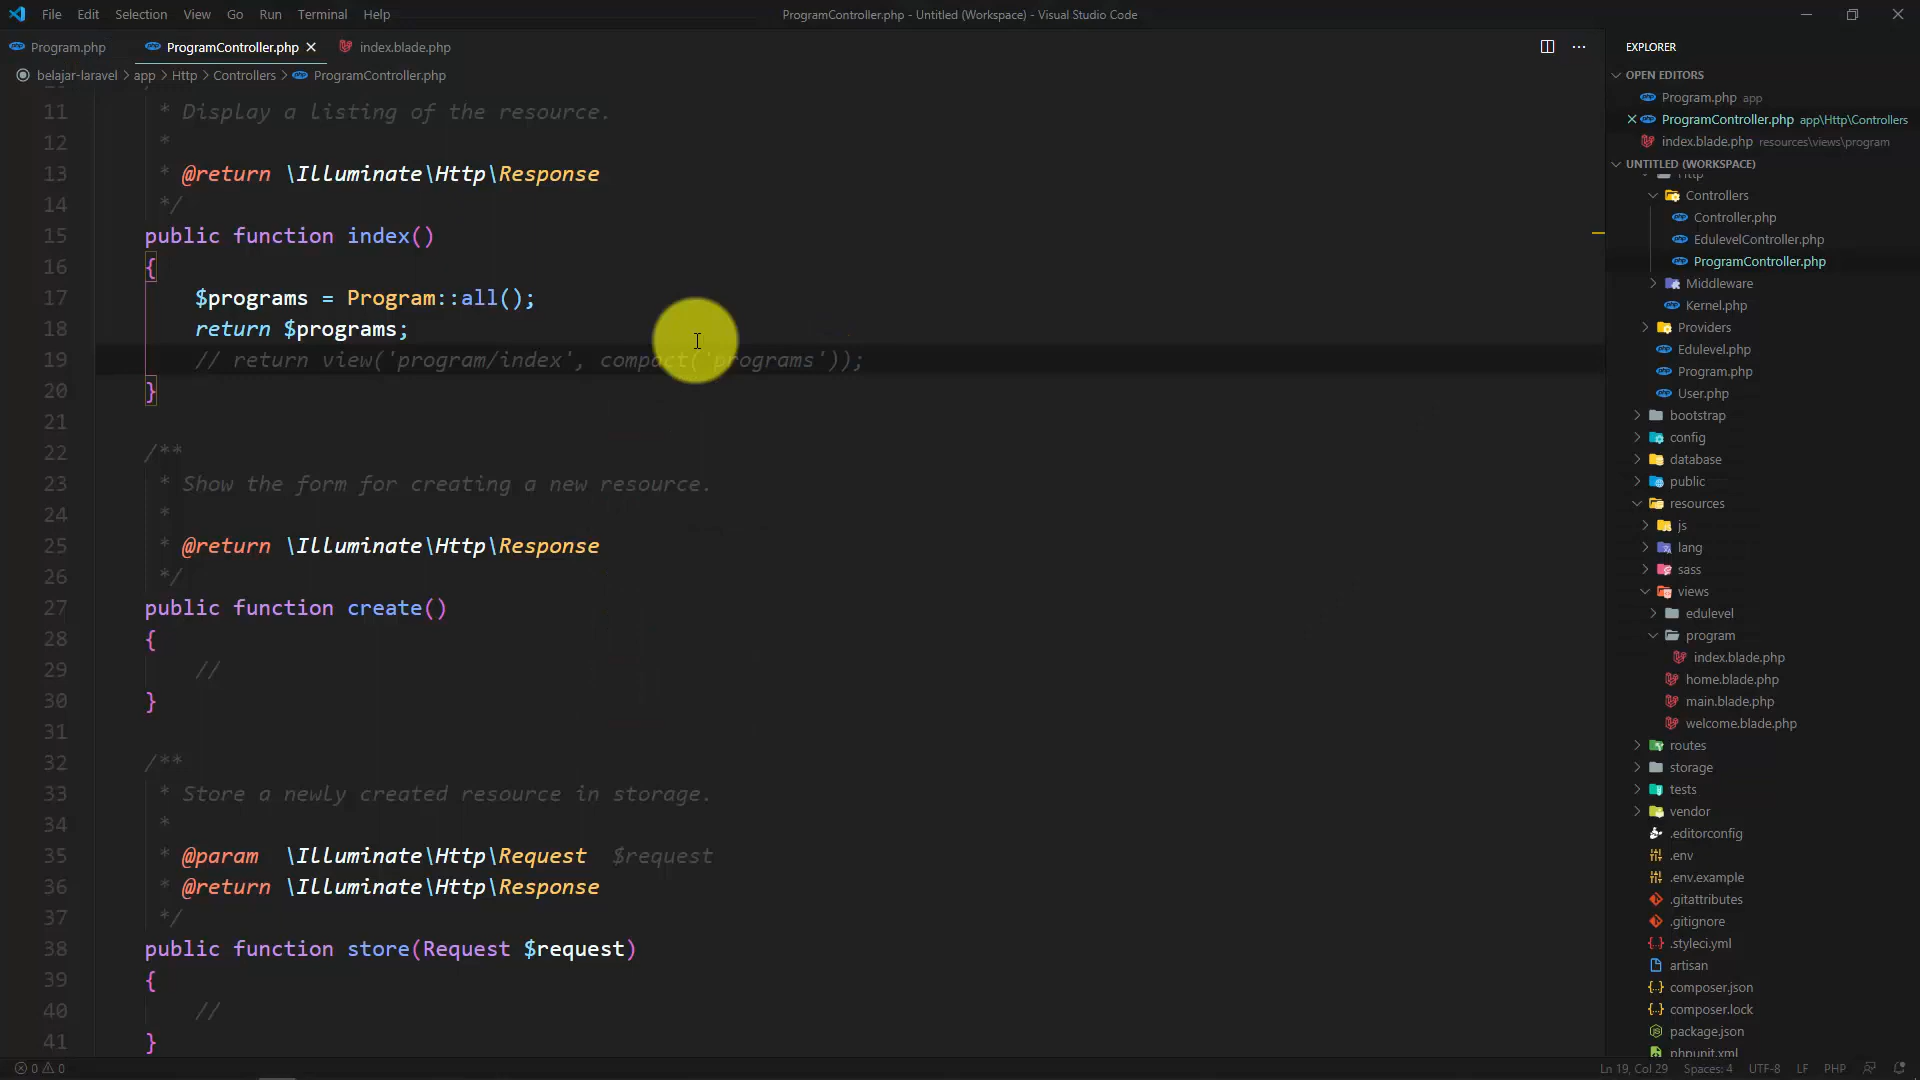 File Edit Selection View Go Run Terminal Help
ProgramController.php - Untitled (Workspace) - Visual Studio Code
Program.php
ProgramController.php
index.blade.php
belajar-laravel > app > Http > Controllers > ProgramController.php
11 * Display a listing of the resource.
12 *
13 * @return \Illuminate\Http\Response
14 */
15 public function index()
16 {
17 $programs = Program::all();
18 return $programs;
19 // return view('program/index', compact('programs'));
20 }
21
22 /**
23 * Show the form for creating a new resource.
24 *
25 * @return \Illuminate\Http\Response
26 */
27 public function create()
28 {
29 //
30 }
31
32 /**
33 * Store a newly created resource in storage.
34 *
35 * @param \Illuminate\Http\Request $request
36 * @return \Illuminate\Http\Response
37 */
38 public function store(Request $request)
39 {
40 //
41 }
EXPLORER
OPEN EDITORS
Program.php app
ProgramController.php app\Http\Controllers
index.blade.php resources\views\program
UNTITLED (WORKSPACE)
Http
Controllers
Controller.php
EdulevelController.php
ProgramController.php
Middleware
Kernel.php
Providers
Edulevel.php
Program.php
User.php
bootstrap
config
database
public
resources
js
lang
sass
views
edulevel
program
index.blade.php
home.blade.php
main.blade.php
welcome.blade.php
routes
storage
tests
vendor
.editorconfig
.env
.env.example
.gitattributes
.gitignore
.styleci.yml
artisan
composer.json
composer.lock
package.json
phpunit.xml
0 0
Ln 19, Col 29 Spaces: 4 UTF-8 LF PHP